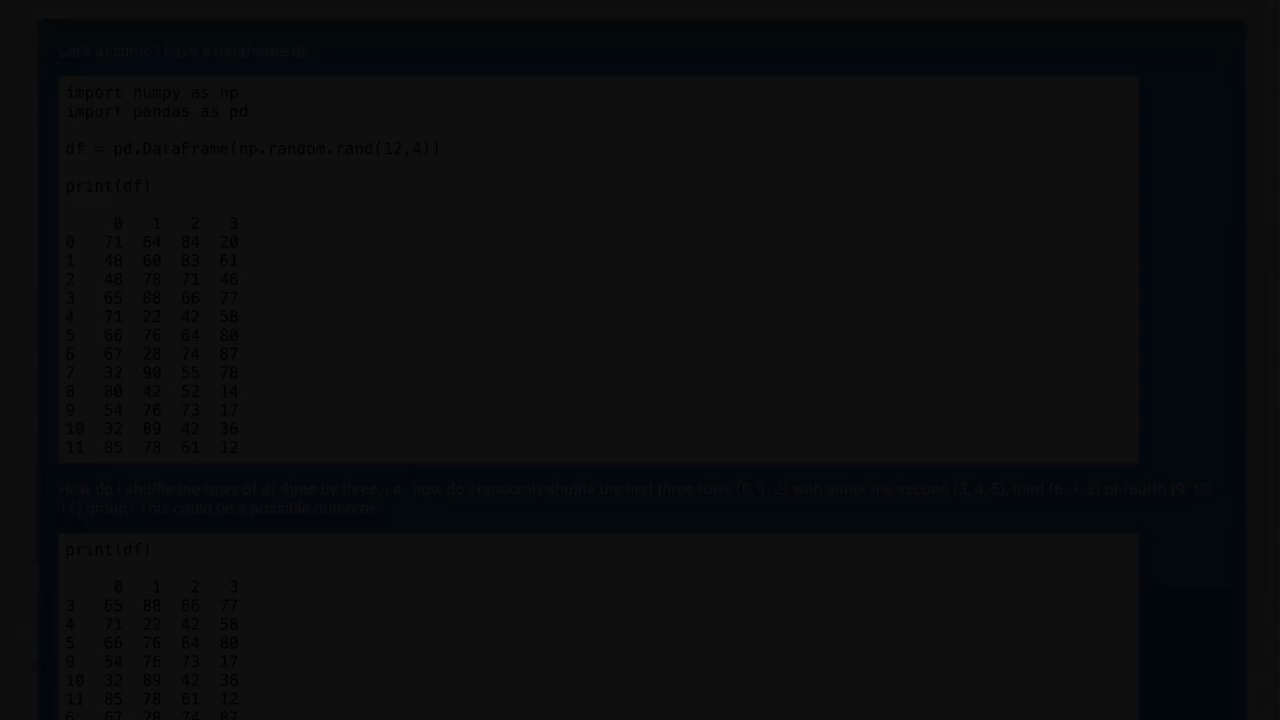 Let's assume I have a dataframe df:
import numpy as np
import pandas as pd
df = pd.DataFrame(np.random.rand(12,4))
print(df)
0 1 2 3
0 71 64 84 20
1 48 60 83 61
2 48 78 71 46
3 65 88 66 77
4 71 22 42 58
5 66 76 64 80
6 67 28 74 87
7 32 90 55 78
8 80 42 52 14
9 54 76 73 17
10 32 89 42 36
11 85 78 61 12
How do I shuffle the rows of df three by three, i.e., how do I randomly shuffle the first three rows (0, 1, 2) with either the second (3, 4, 5), third (6, 7, 8) or fourth (9, 10,
11) group? This could be a possible outcome:
print(df)
0 1 2 3
3 65 88 66 77
4 71 22 42 58
5 66 76 64 80
9 54 76 73 17
10 32 89 42 36
11 85 78 61 12
6 67 28 74 87